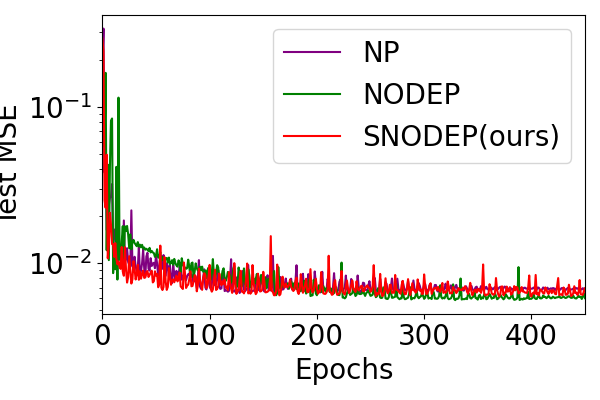 NP
NODEP
SNODEP(ours)
Test MSE
10⁻¹
10⁻²
0 100 200 300 400
Epochs